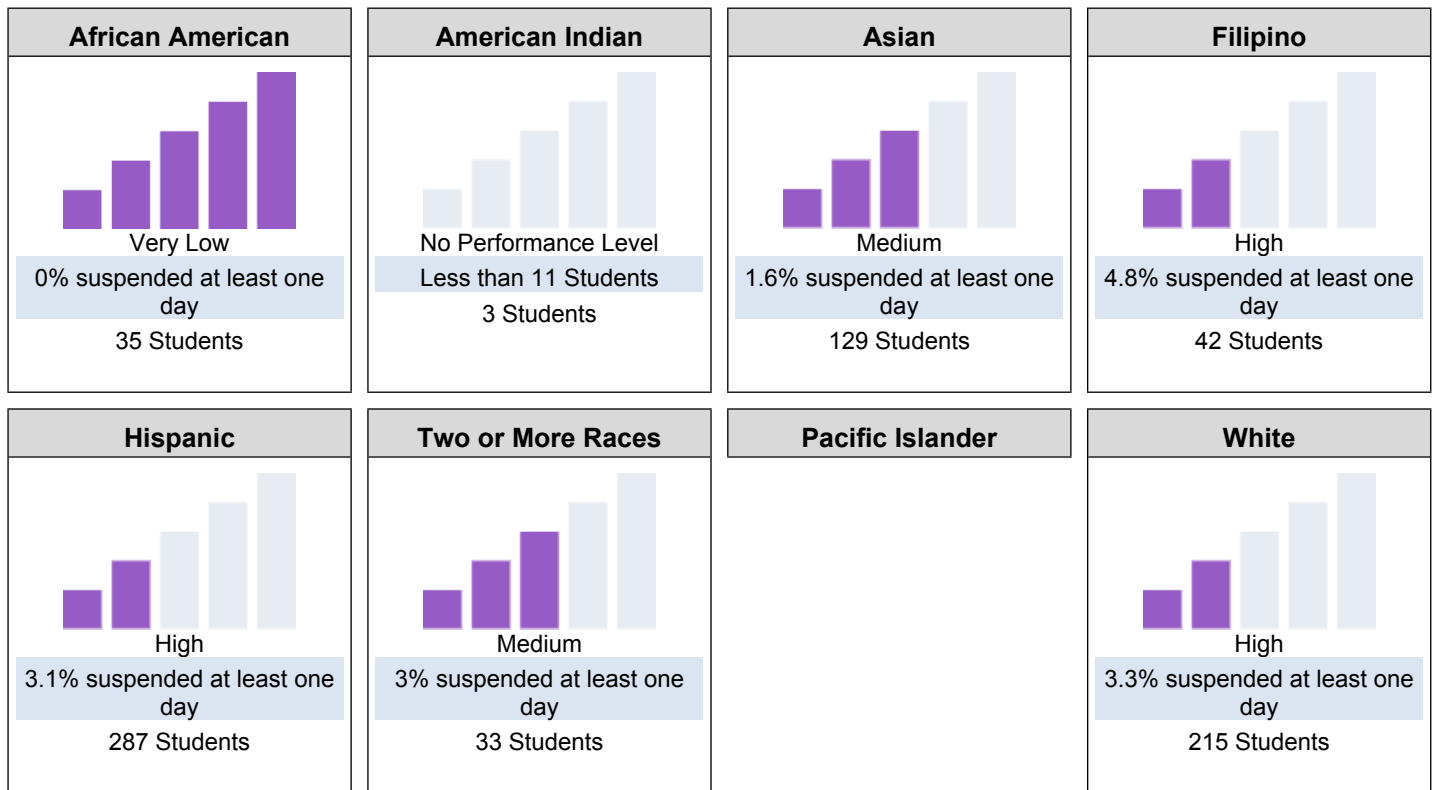 African American
Very Low
0% suspended at least one
day
35 Students
American Indian
No Performance Level
Less than 11 Students
3 Students
Asian
Medium
1.6% suspended at least one
day
129 Students
Filipino
High
4.8% suspended at least one
day
42 Students
Hispanic
High
3.1% suspended at least one
day
287 Students
Two or More Races
Medium
3% suspended at least one
day
33 Students
Pacific Islander
White
High
3.3% suspended at least one
day
215 Students